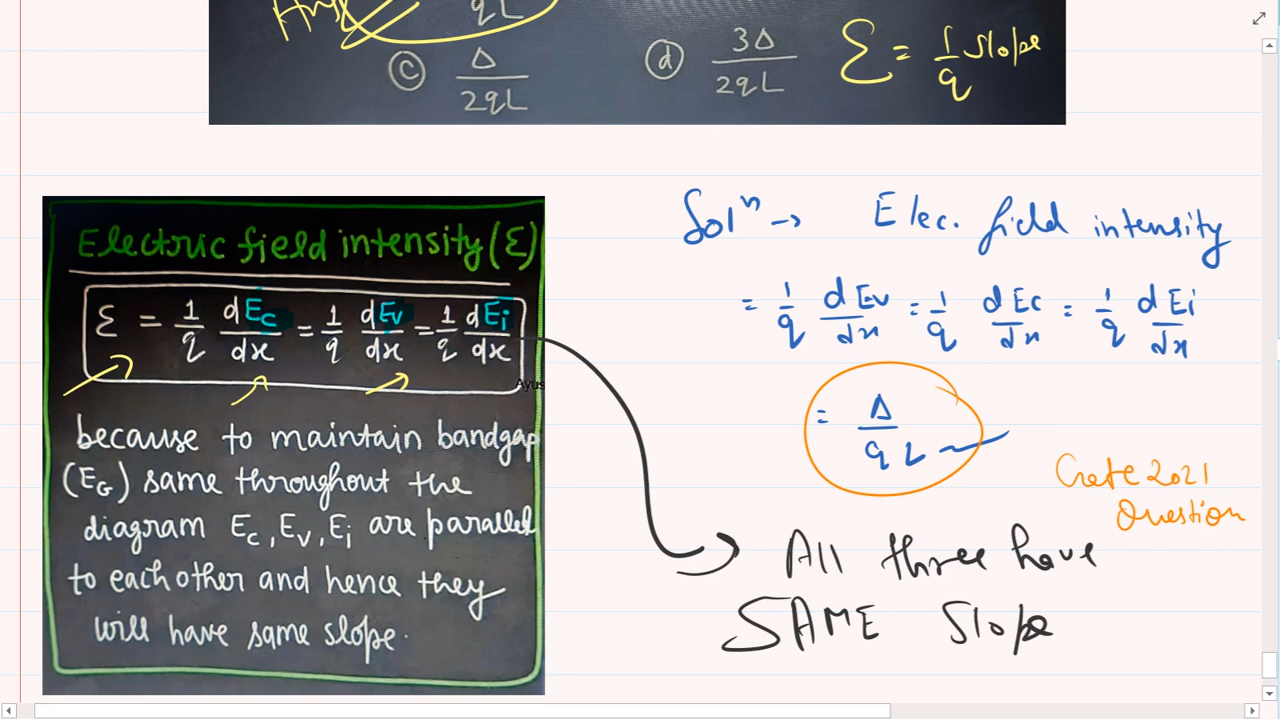 Ans
qL
ⓒ Δ/2qL ⓓ 3Δ/2qL Ɛ = 1/q slope
Electric field intensity (Ɛ)
Ɛ = 1/q dEc/dx = 1/q dEv/dx = 1/q dEi/dx
Ayus
because to maintain bandgap
(EG) same throughout the
diagram Ec, Ev, Ei are parallel
to each other and hence they
will have same slope.
Solⁿ → Elec. field intensity
= 1/q dEv/dx = 1/q dEc/dx = 1/q dEi/dx
= Δ/qL
Gate 2021
Question
All three have
SAME Slope